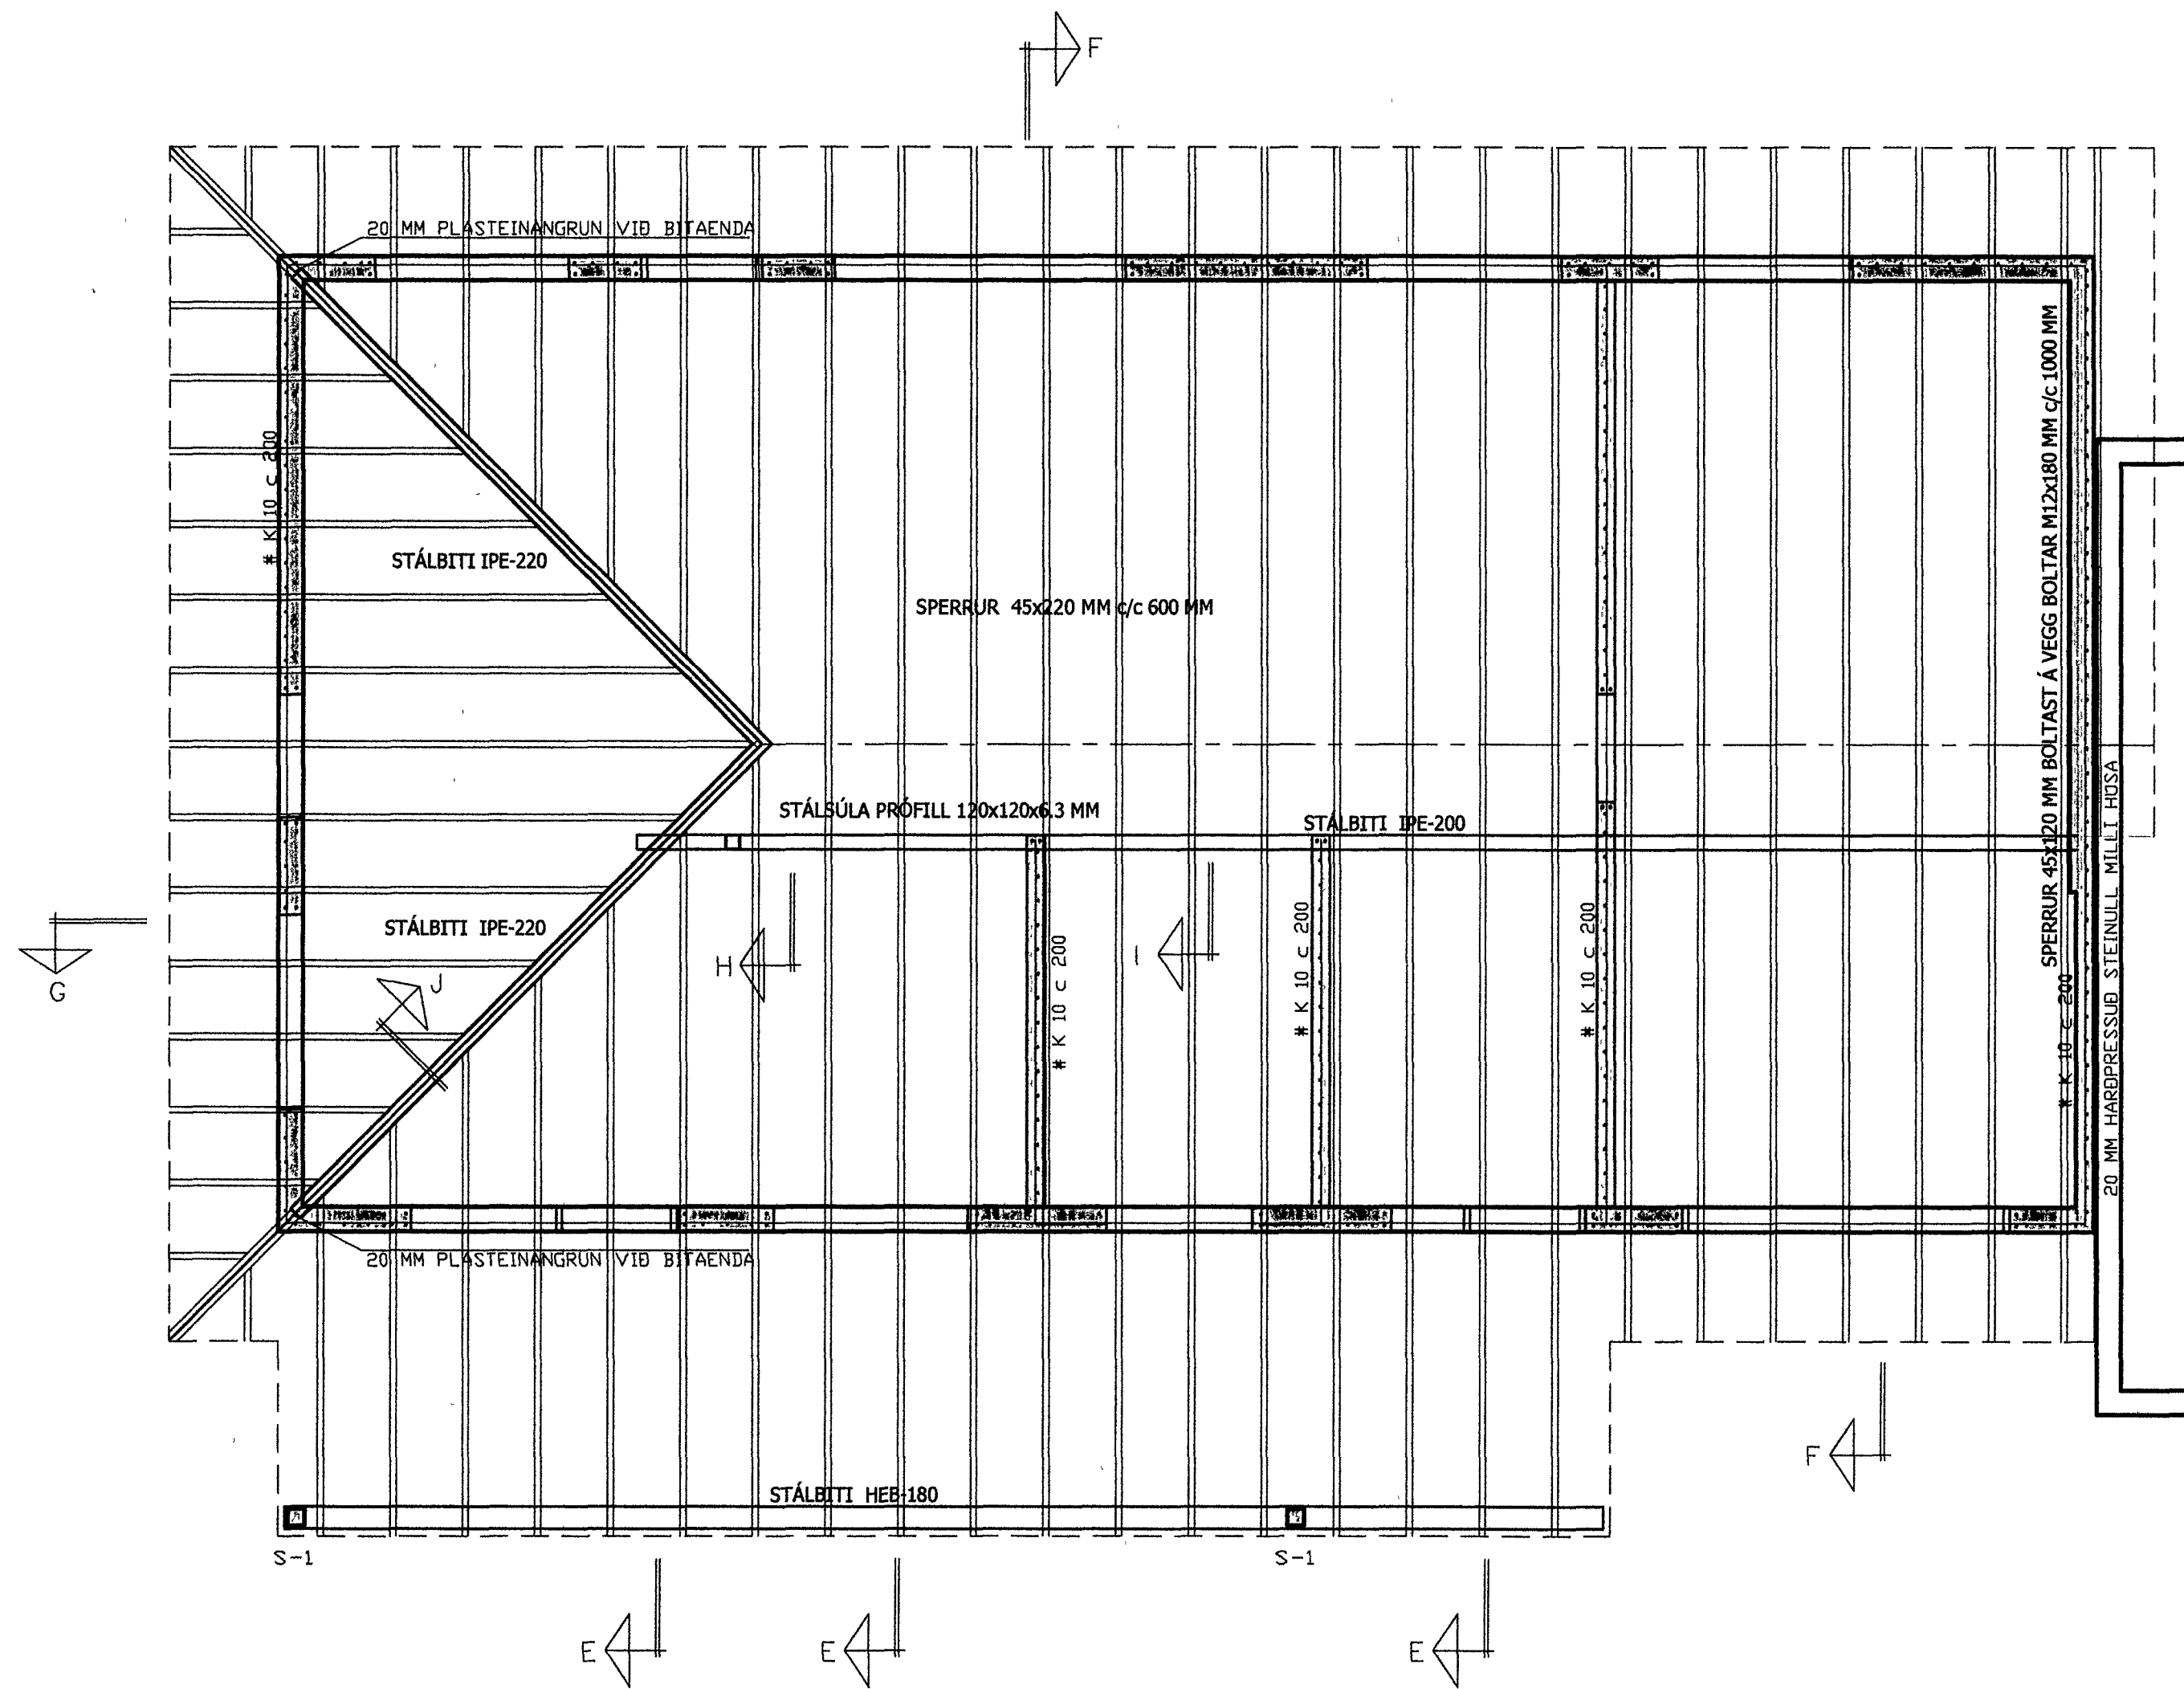 F
20 MM PLASTEINANGRUN VIÐ BITAENDA
# K 10 c 200
STÁLBITI IPE-220
SPERRUR 45x220 MM c/c 600 MM
SPERRUR 45x120 MM BOLTAST Á VEGG BOLTAR M12x180 MM c/c 1000 MM
20 MM HARÐPRESSUÐ STEINULL MILLI HÚSA
STÁLSÚLA PRÓFILL 120x120x6.3 MM
STÁLBITI IPE-200
STÁLBITI IPE-220
G
H
I
J
# K 10 c 200
# K 10 c 200
# K 10 c 200
# K 10 c 200
20 MM PLASTEINANGRUN VIÐ BITAENDA
F
STÁLBITI HEB-180
S-1
S-1
E
E
E